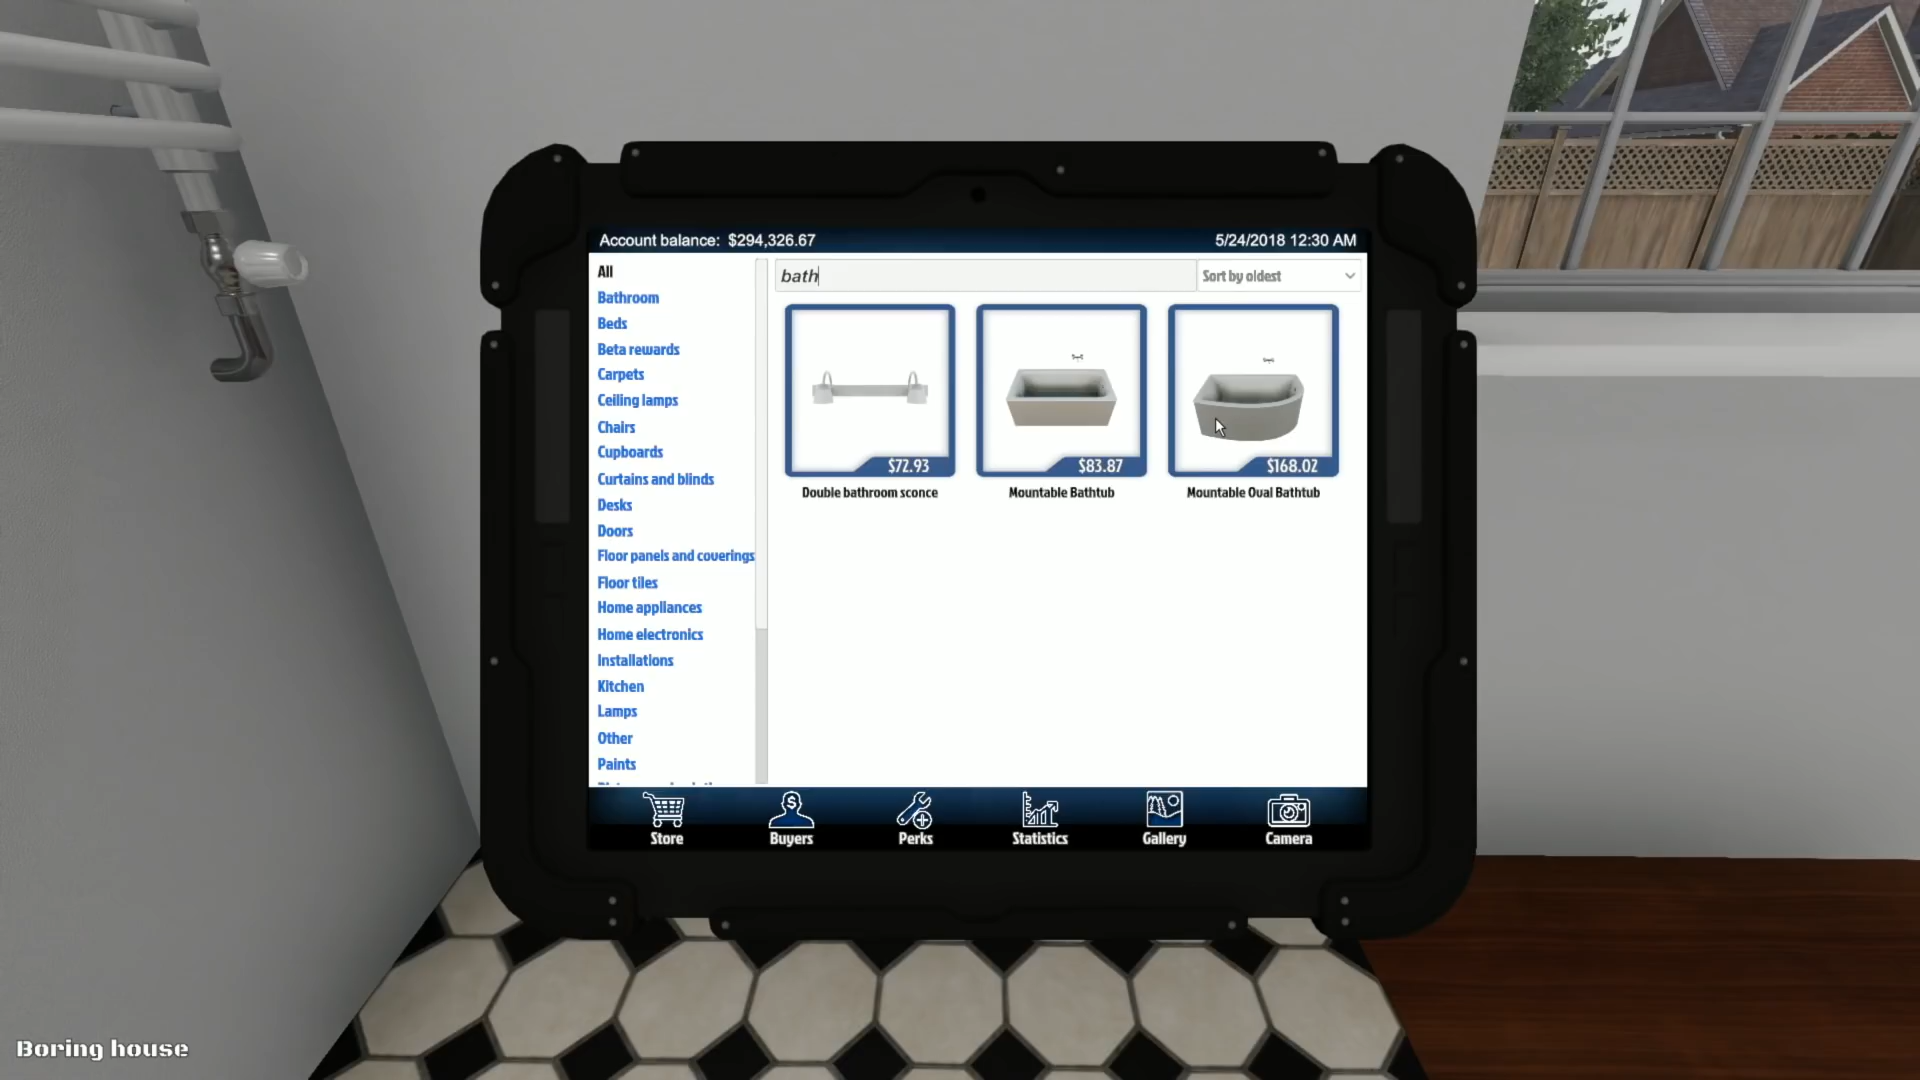 Account balance: $294,326.67
5/24/2018 12:30 AM
All
Bathroom
Beds
Beta rewards
Carpets
Ceiling lamps
Chairs
Cupboards
Curtains and blinds
Desks
Doors
Floor panels and coverings
Floor tiles
Home appliances
Home electronics
Installations
Kitchen
Lamps
Other
Paints
bath
Sort by oldest
$72.93
$83.87
$168.02
Double bathroom sconce
Mountable Bathtub
Mountable Oval Bathtub
Store
Buyers
Perks
Statistics
Gallery
Camera
Boring house